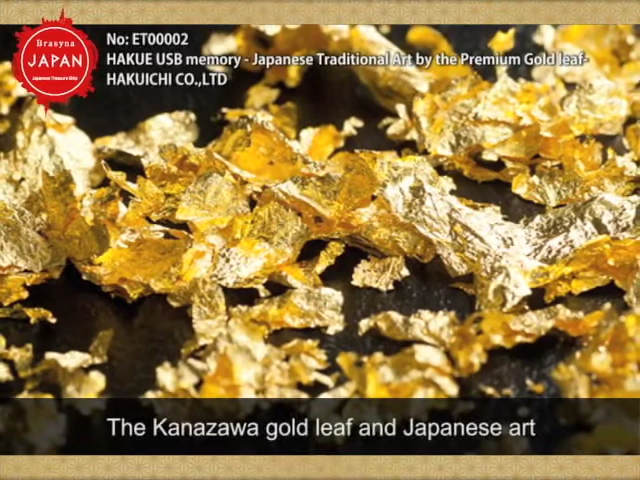 Brasyna
JAPAN
Japanese Treasure Ship
No: ET00002
HAKUE USB memory - Japanese Traditional Art by the Premium Gold leaf-
HAKUICHI CO.,LTD
The Kanazawa gold leaf and Japanese art